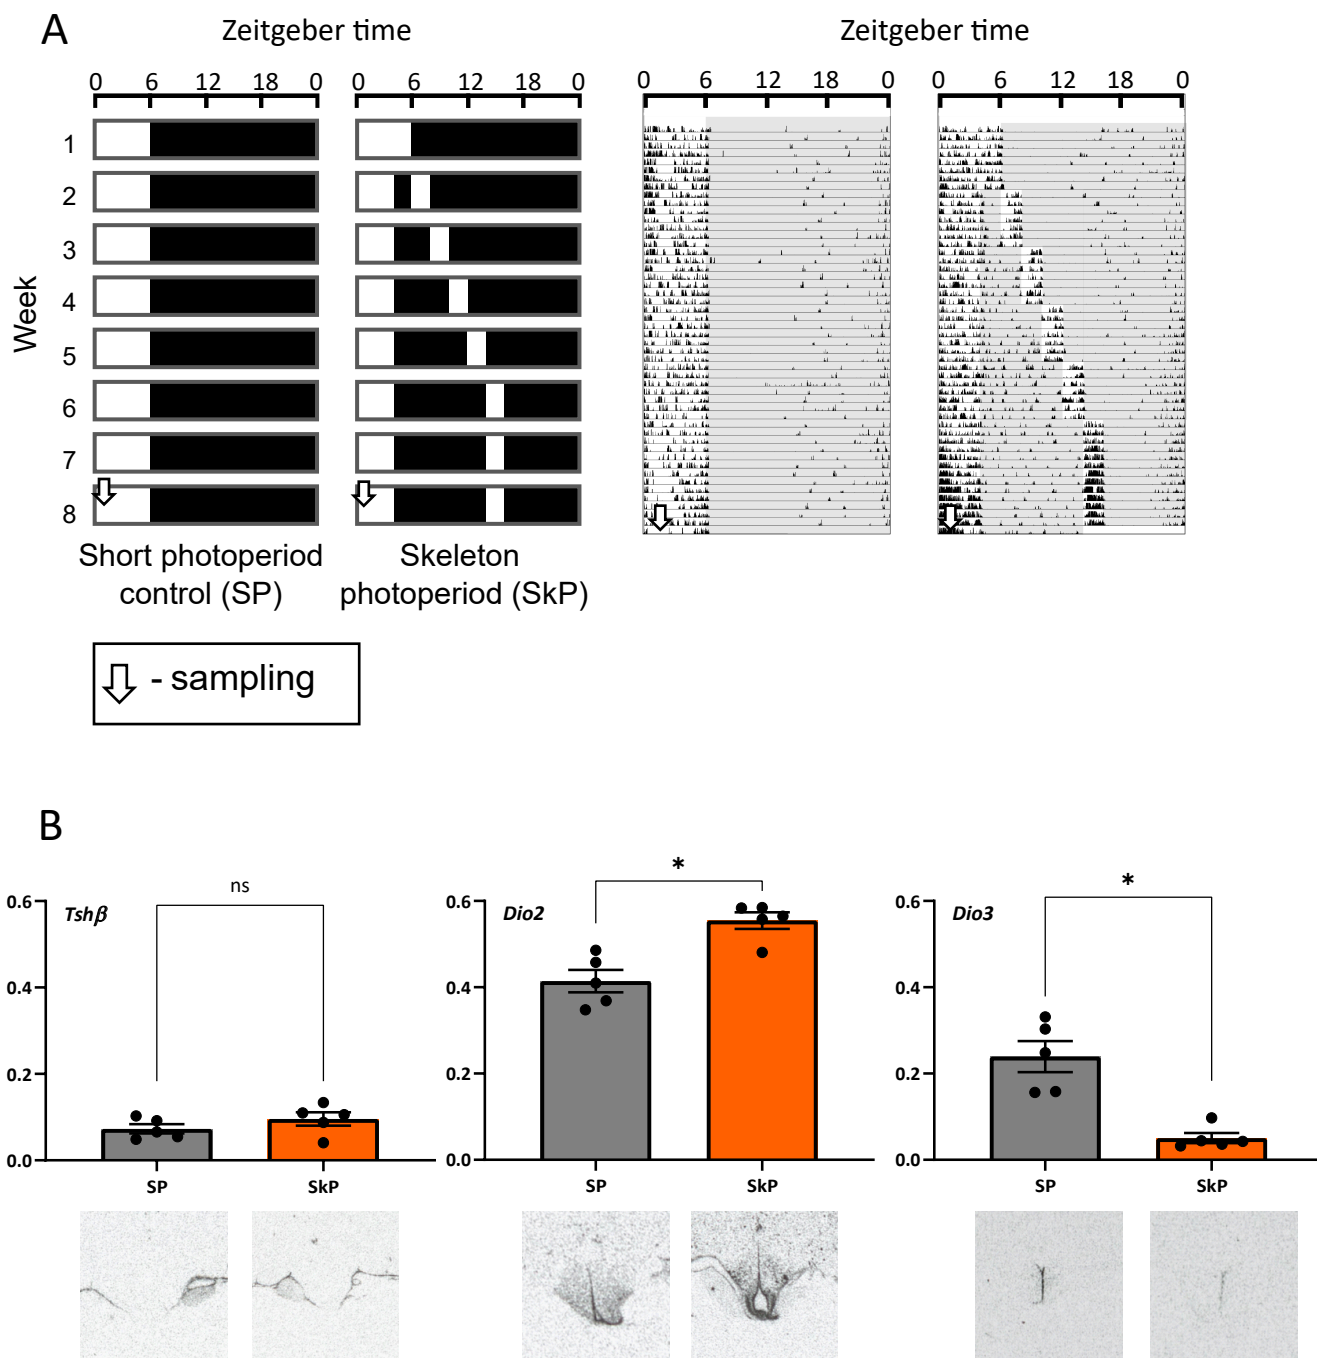 A
Zeitgeber time
Zeitgeber time
0 6 12 18 0
0 6 12 18 0
0 6 12 18 0
0 6 12 18 0
Week
1
2
3
4
5
6
7
8
Short photoperiod
control (SP)
Skeleton
photoperiod (SkP)
- sampling
B
Tshβ
ns
0.6
0.4
0.2
0.0
SP SkP
Dio2
*
0.6
0.4
0.2
0.0
SP SkP
Dio3
*
0.6
0.4
0.2
0.0
SP SkP